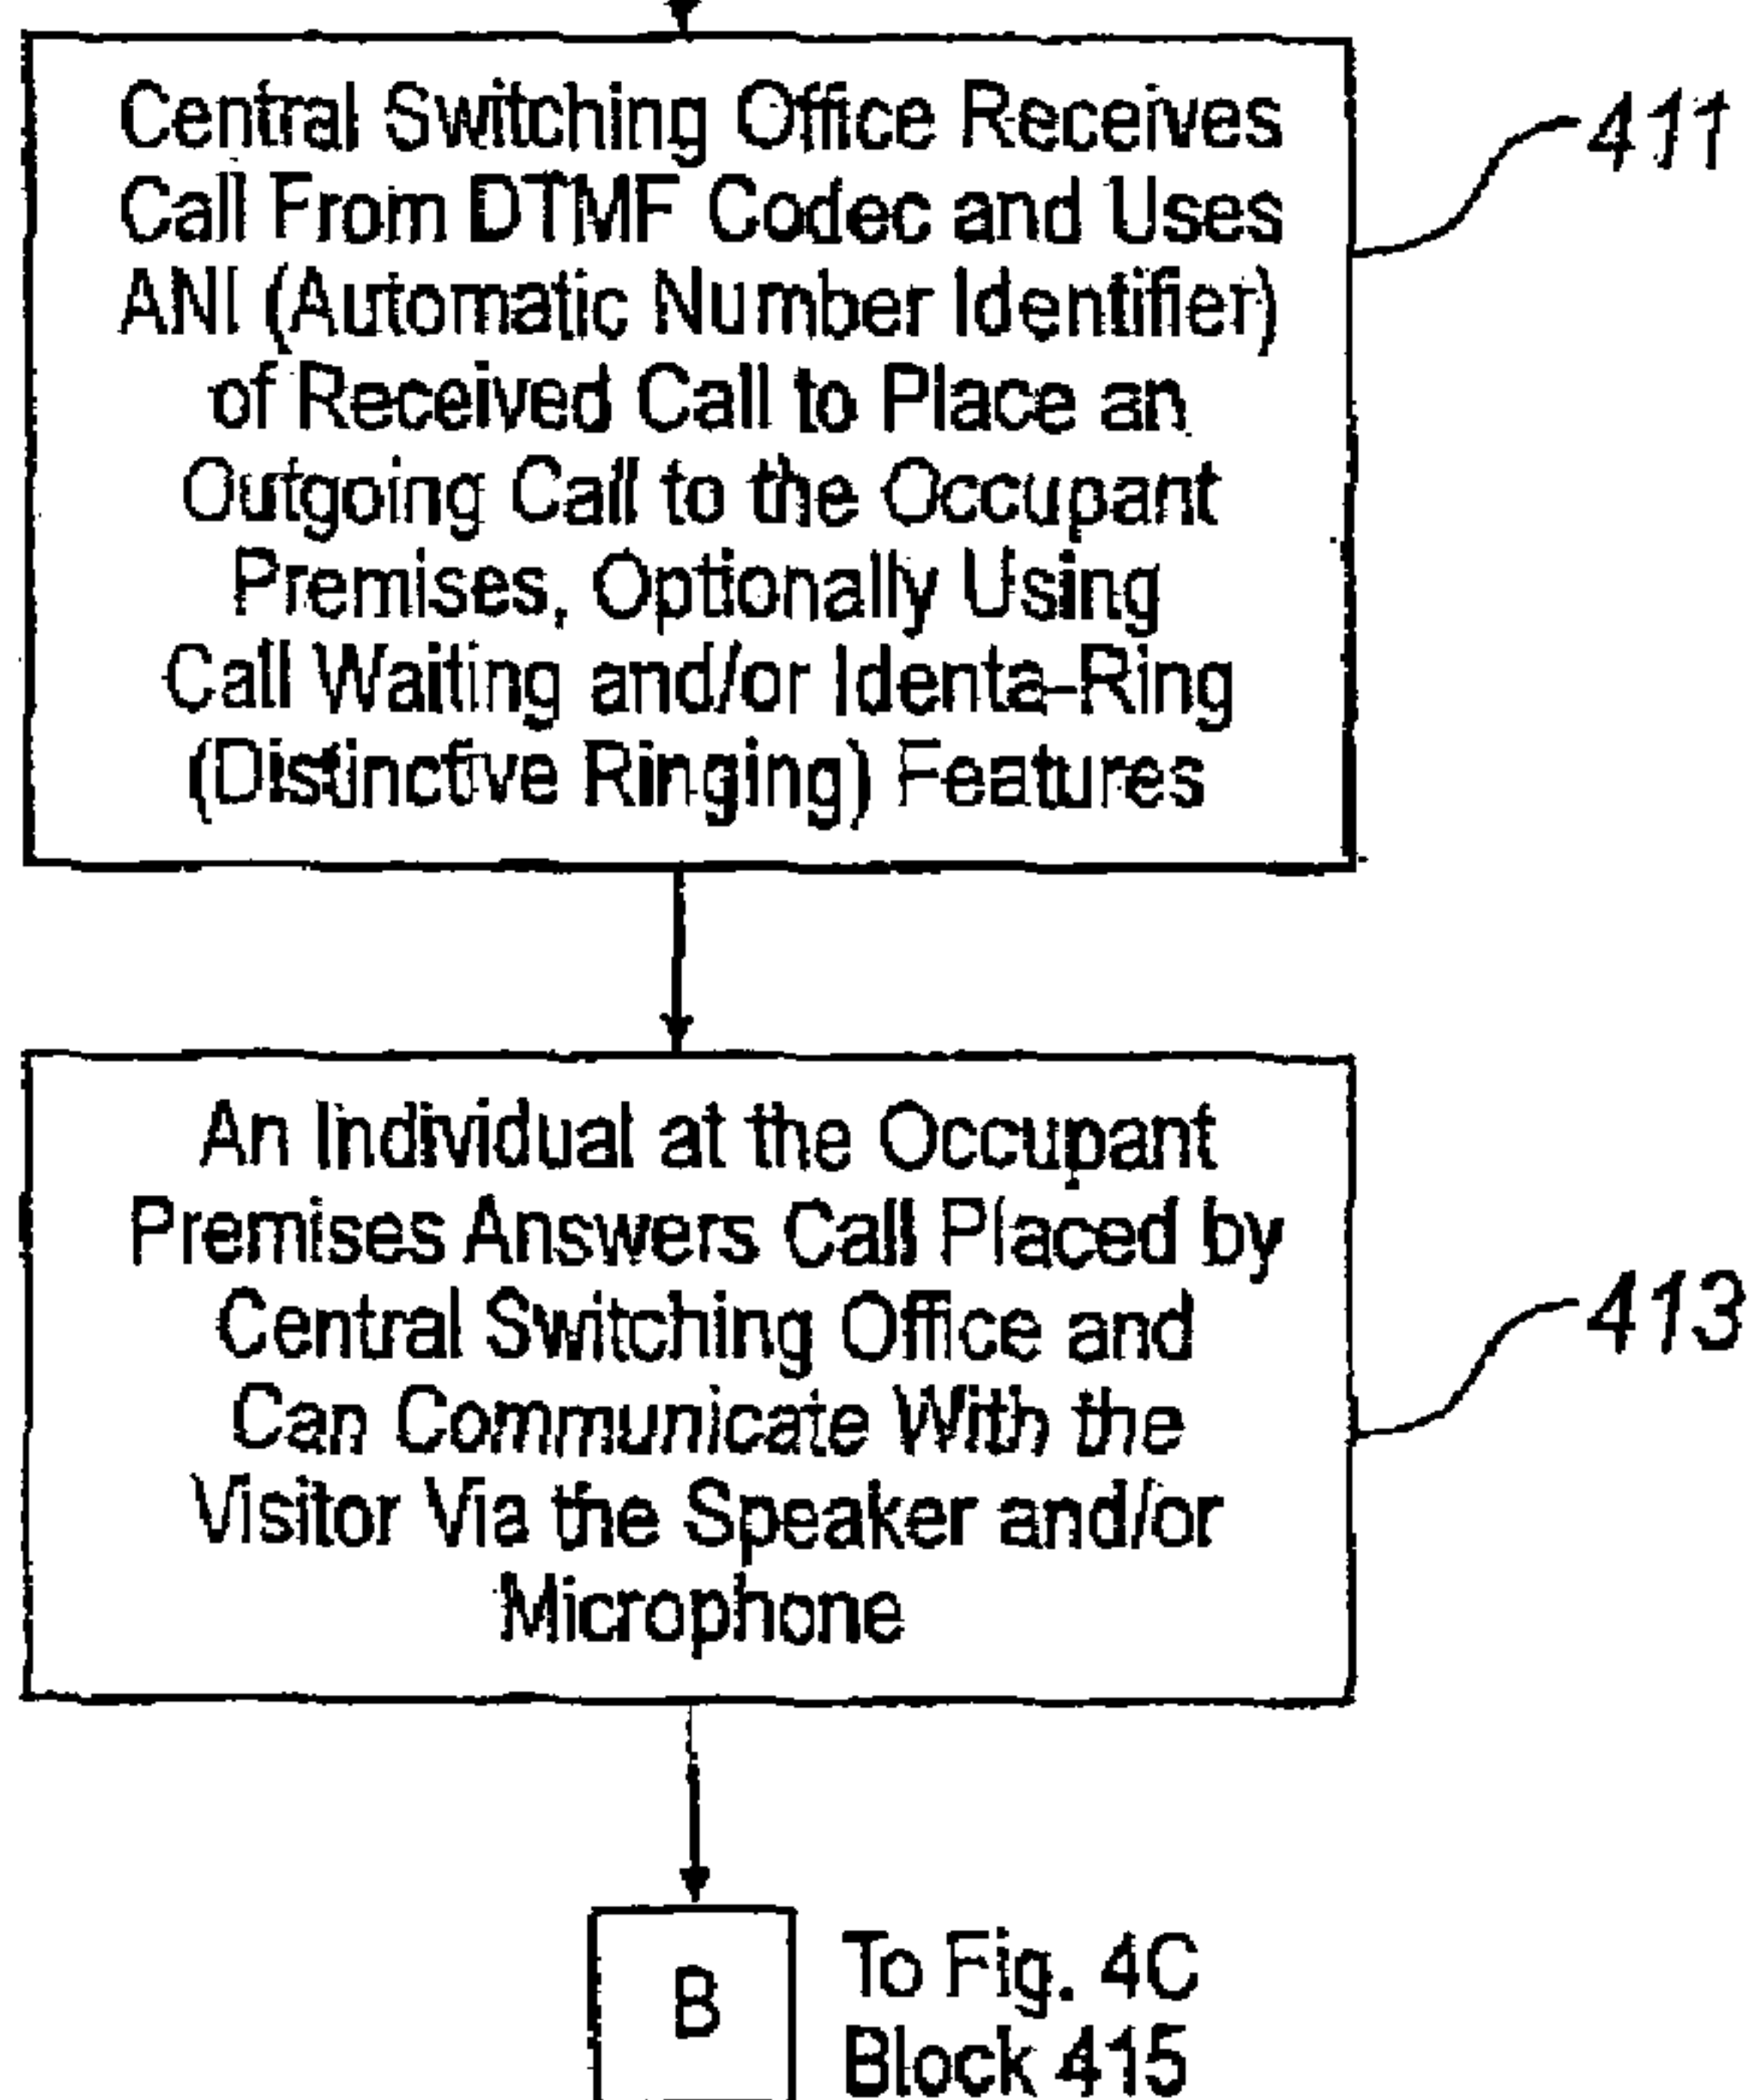 Central Switching Office Receives
Call From DTMF Codec and Uses
ANI (Automatic Number Identifier)
of Received Call to Place an
Outgoing Call to the Occupant
Premises, Optionally Using
Call Waiting and/or Identa-Ring
(Distinctive Ringing) Features
411
An Individual at the Occupant
Premises Answers Call Placed by
Central Switching Office and
Can Communicate With the
Visitor Via the Speaker and/or
Microphone
413
B
To Fig. 4C
Block 415